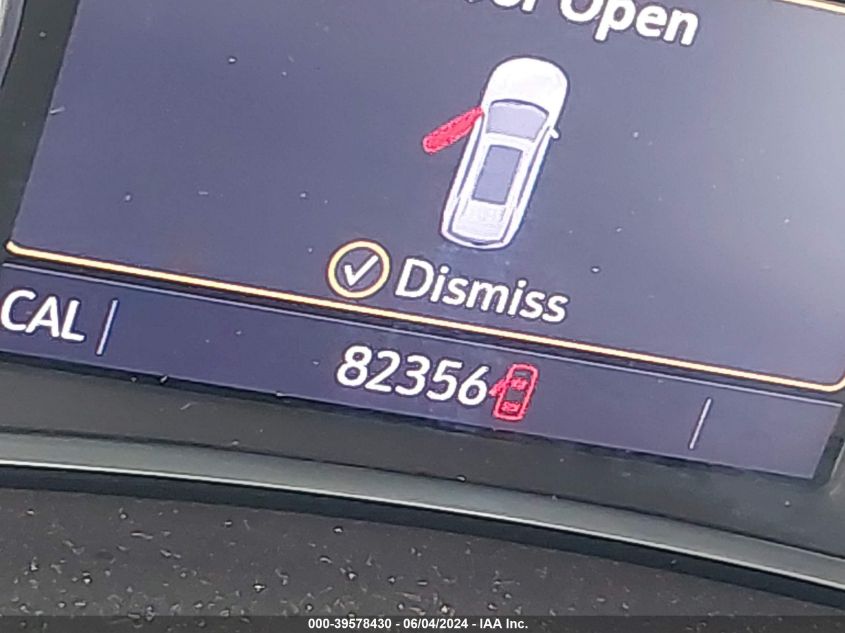 Open
Dismiss
CAL
82356
000-39578430 - 06/04/2024 - IAA Inc.